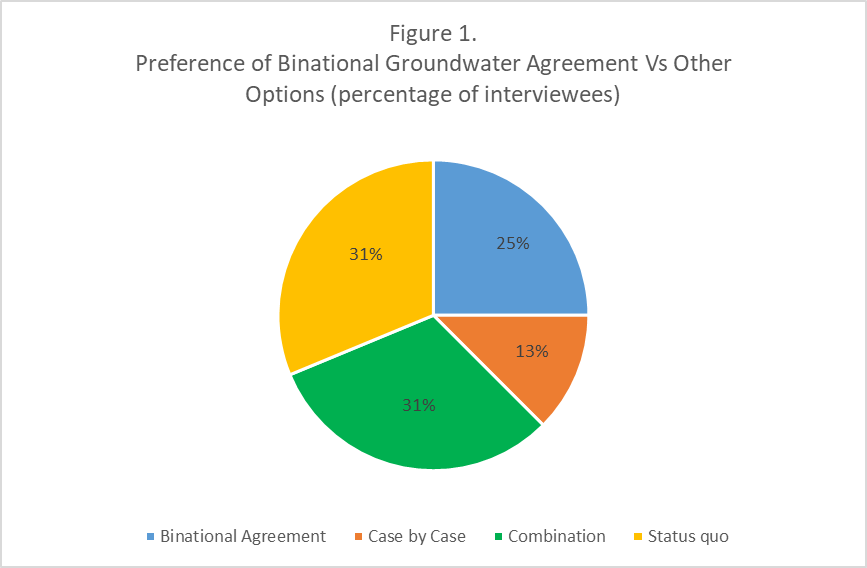 Figure 1.
Preference of Binational Groundwater Agreement Vs Other
Options (percentage of interviewees)
31%
25%
13%
31%
Binational Agreement
Case by Case
Combination
Status quo